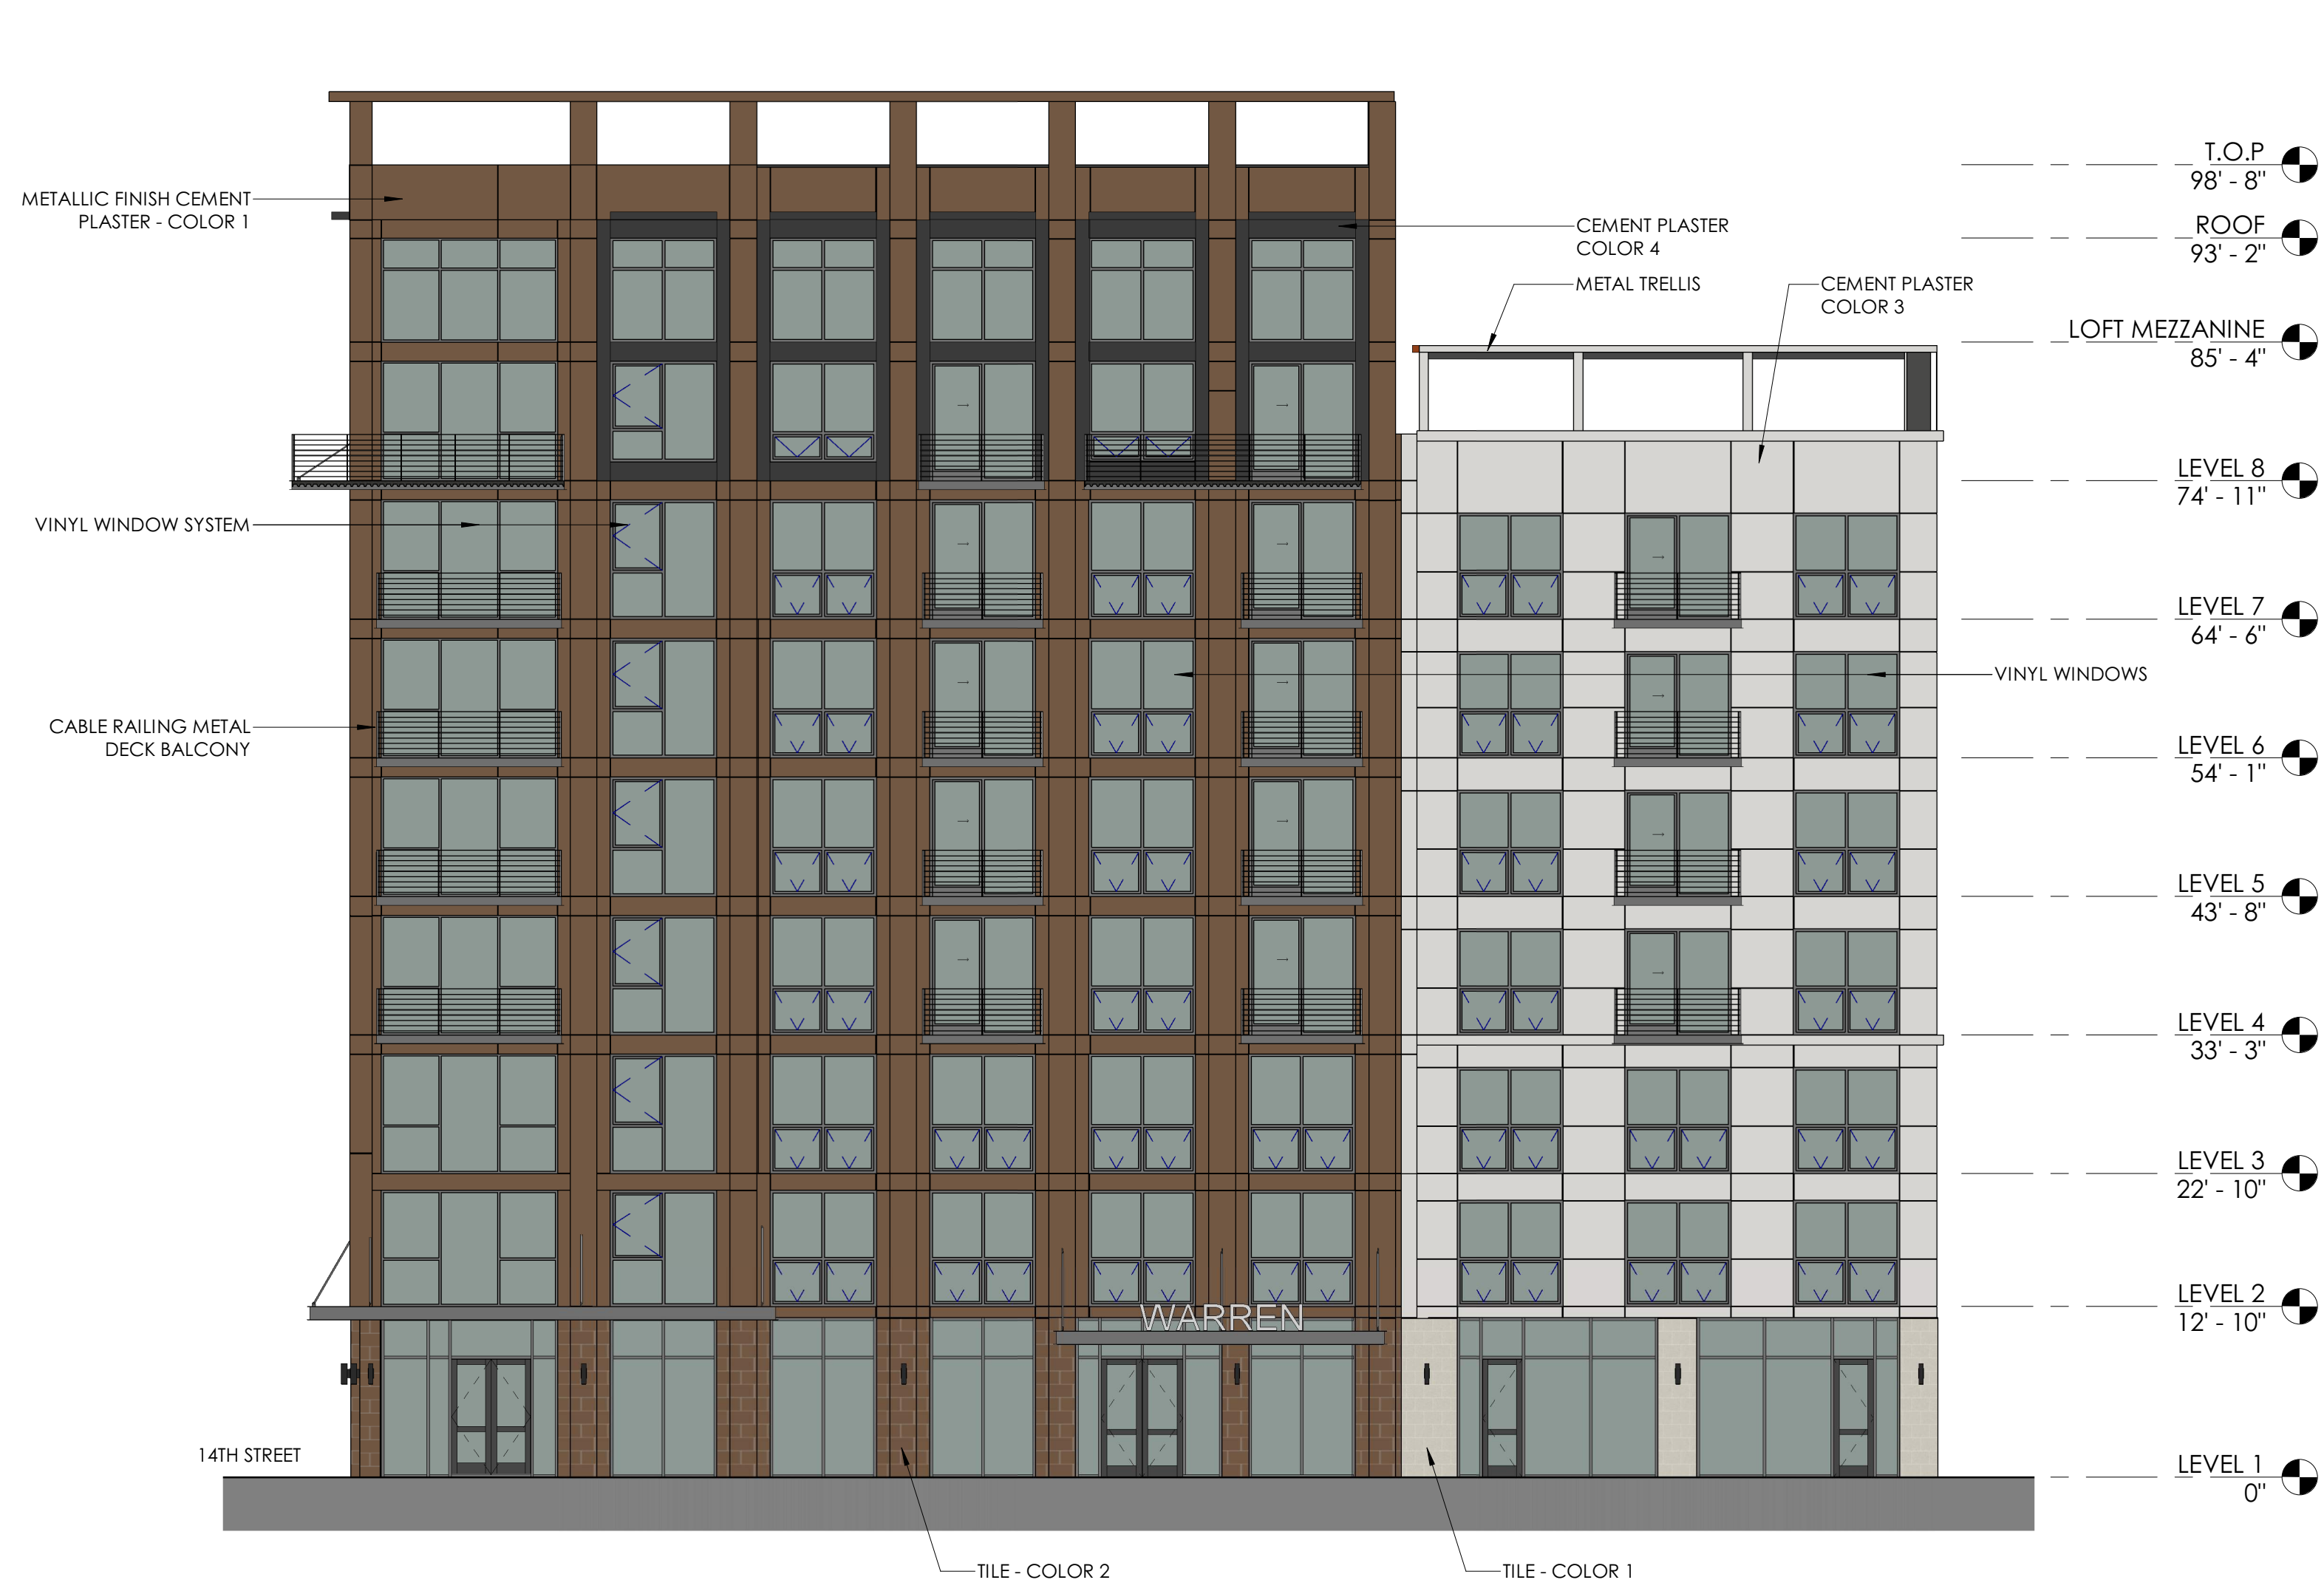 T.O.P
98' - 8"
METALLIC FINISH CEMENT
PLASTER - COLOR 1
CEMENT PLASTER
COLOR 4
ROOF
93' - 2"
METAL TRELLIS
CEMENT PLASTER
COLOR 3
LOFT MEZZANINE
85' - 4"
LEVEL 8
74' - 11"
VINYL WINDOW SYSTEM
LEVEL 7
64' - 6"
VINYL WINDOWS
CABLE RAILING METAL
DECK BALCONY
LEVEL 6
54' - 1"
LEVEL 5
43' - 8"
LEVEL 4
33' - 3"
LEVEL 3
22' - 10"
LEVEL 2
12' - 10"
WARREN
14TH STREET
LEVEL 1
0"
TILE - COLOR 2
TILE - COLOR 1